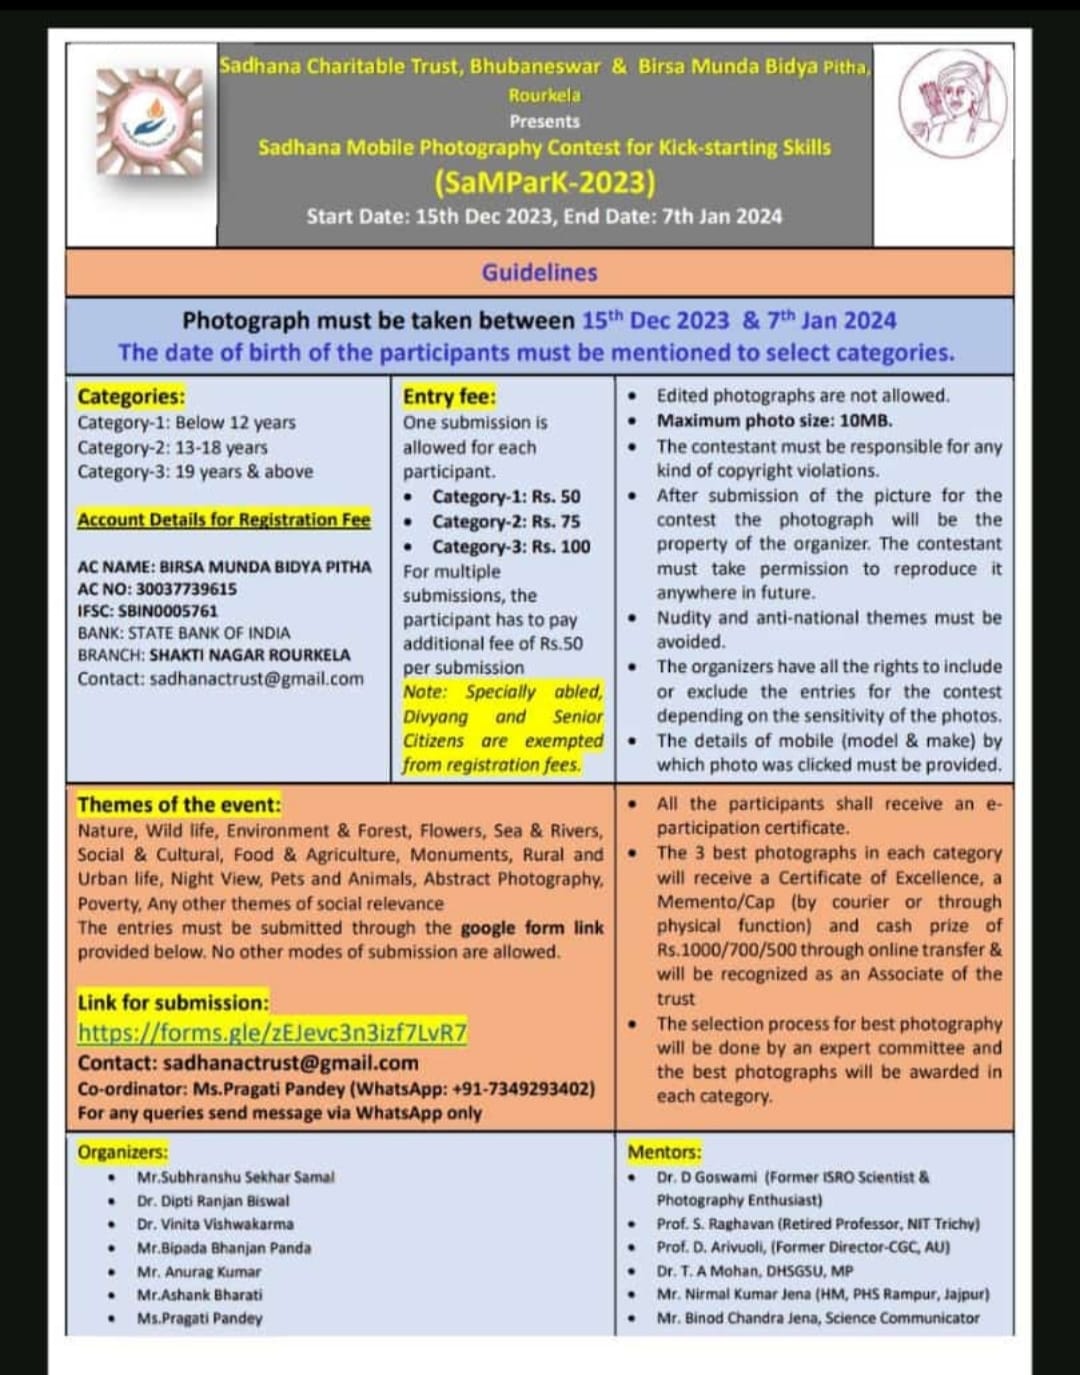 Sadhana Charitable Trust, Bhubaneswar & Birsa Munda Bidya Pitha,
Rourkela
Presents
Sadhana Mobile Photography Contest for Kick-starting Skills
(SaMParK-2023)
Start Date: 15th Dec 2023, End Date: 7th Jan 2024
Guidelines
Photograph must be taken between 15th Dec 2023 & 7th Jan 2024
The date of birth of the participants must be mentioned to select categories.
Categories:
Category-1: Below 12 years
Category-2: 13-18 years
Category-3: 19 years & above
Account Details for Registration Fee
AC NAME: BIRSA MUNDA BIDYA PITHA
AC NO: 30037739615
IFSC: SBIN0005761
BANK: STATE BANK OF INDIA
BRANCH: SHAKTI NAGAR ROURKELA
Contact: sadhanactrust@gmail.com
Entry fee:
One submission is
allowed for each
participant.
• Category-1: Rs. 50
• Category-2: Rs. 75
• Category-3: Rs. 100
For multiple
submissions, the
participant has to pay
additional fee of Rs.50
per submission
Note: Specially abled,
Divyang and Senior
Citizens are exempted
from registration fees.
• Edited photographs are not allowed.
• Maximum photo size: 10MB.
• The contestant must be responsible for any
kind of copyright violations.
• After submission of the picture for the
contest the photograph will be the
property of the organizer. The contestant
must take permission to reproduce it
anywhere in future.
• Nudity and anti-national themes must be
avoided.
• The organizers have all the rights to include
or exclude the entries for the contest
depending on the sensitivity of the photos.
• The details of mobile (model & make) by
which photo was clicked must be provided.
Themes of the event:
Nature, Wild life, Environment & Forest, Flowers, Sea & Rivers,
Social & Cultural, Food & Agriculture, Monuments, Rural and
Urban life, Night View, Pets and Animals, Abstract Photography,
Poverty, Any other themes of social relevance
The entries must be submitted through the google form link
provided below. No other modes of submission are allowed.
Link for submission:
https://forms.gle/zEJevc3n3izf7LvR7
Contact: sadhanactrust@gmail.com
Co-ordinator: Ms.Pragati Pandey (WhatsApp: +91-7349293402)
For any queries send message via WhatsApp only
• All the participants shall receive an e-
participation certificate.
• The 3 best photographs in each category
will receive a Certificate of Excellence, a
Memento/Cap (by courier or through
physical function) and cash prize of
Rs.1000/700/500 through online transfer &
will be recognized as an Associate of the
trust
• The selection process for best photography
will be done by an expert committee and
the best photographs will be awarded in
each category.
Organizers:
• Mr.Subhranshu Sekhar Samal
• Dr. Dipti Ranjan Biswal
• Dr. Vinita Vishwakarma
• Mr.Bipada Bhanjan Panda
• Mr. Anurag Kumar
• Mr.Ashank Bharati
• Ms.Pragati Pandey
Mentors:
• Dr. D Goswami (Former ISRO Scientist &
Photography Enthusiast)
• Prof. S. Raghavan (Retired Professor, NIT Trichy)
• Prof. D. Arivuoli, (Former Director-CGC, AU)
• Dr. T. A Mohan, DHSGSU, MP
• Mr. Nirmal Kumar Jena (HM, PHS Rampur, Jajpur)
• Mr. Binod Chandra Jena, Science Communicator